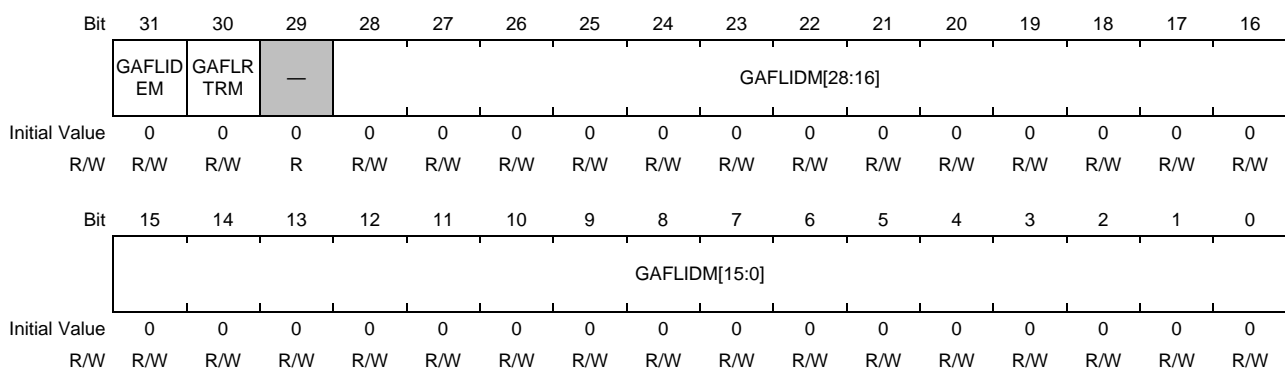 Bit 31 30 29 28 27 26 25 24 23 22 21 20 19 18 17 16
GAFLID GAFLR — GAFLIDM[28:16]
EM TRM
Initial Value 0 0 0 0 0 0 0 0 0 0 0 0 0 0 0 0
R/W R/W R/W R R/W R/W R/W R/W R/W R/W R/W R/W R/W R/W R/W R/W R/W
Bit 15 14 13 12 11 10 9 8 7 6 5 4 3 2 1 0
GAFLIDM[15:0]
Initial Value 0 0 0 0 0 0 0 0 0 0 0 0 0 0 0 0
R/W R/W R/W R/W R/W R/W R/W R/W R/W R/W R/W R/W R/W R/W R/W R/W R/W